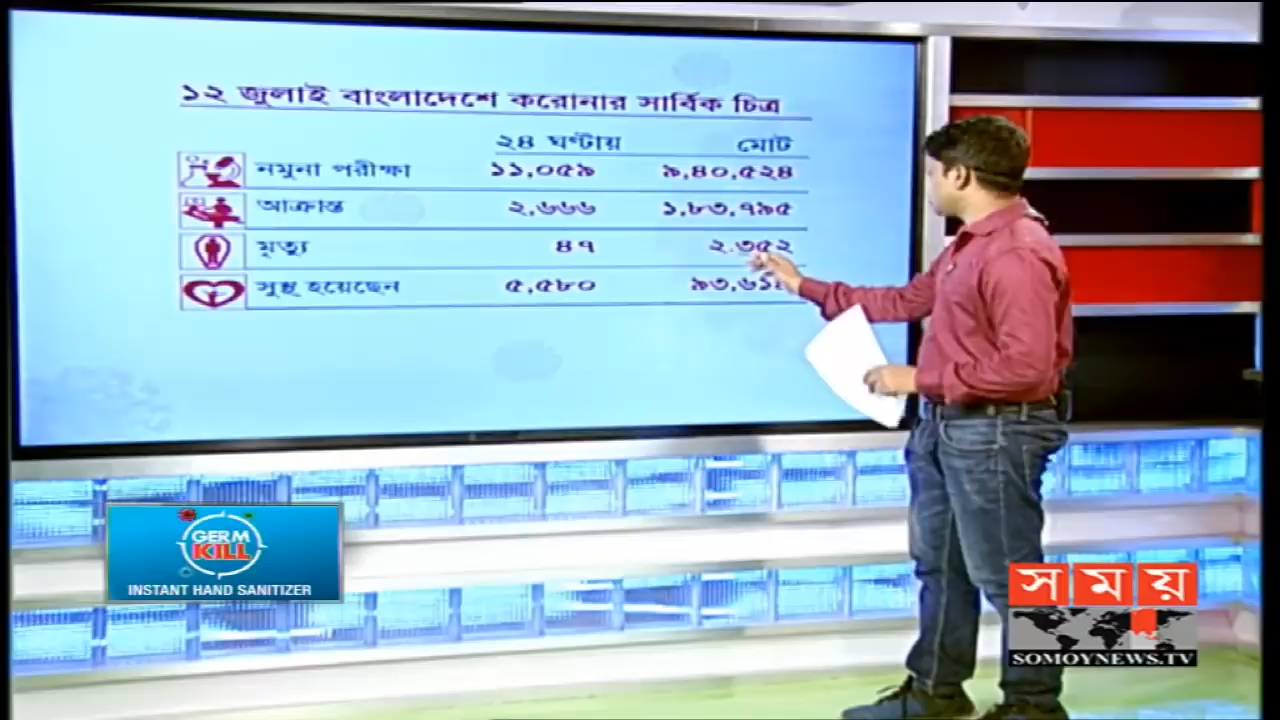 ১২ জুলাই বাংলাদেশে করোনার সার্বিক চিত্র
২৪ ঘণ্টায় মোট
নমুনা পরীক্ষা ১১,০৫৯ ৯,৪০,৫২৪
আক্রান্ত ২,৬৬৬ ১,৮৩,৭৯৫
মৃত্যু ৪৭ ২.৩৫২
সুস্থ হয়েছেন ৫,৫৮০
GERM
KILL
INSTANT HAND SANITIZER
সময়
SOMOYNEWS.TV